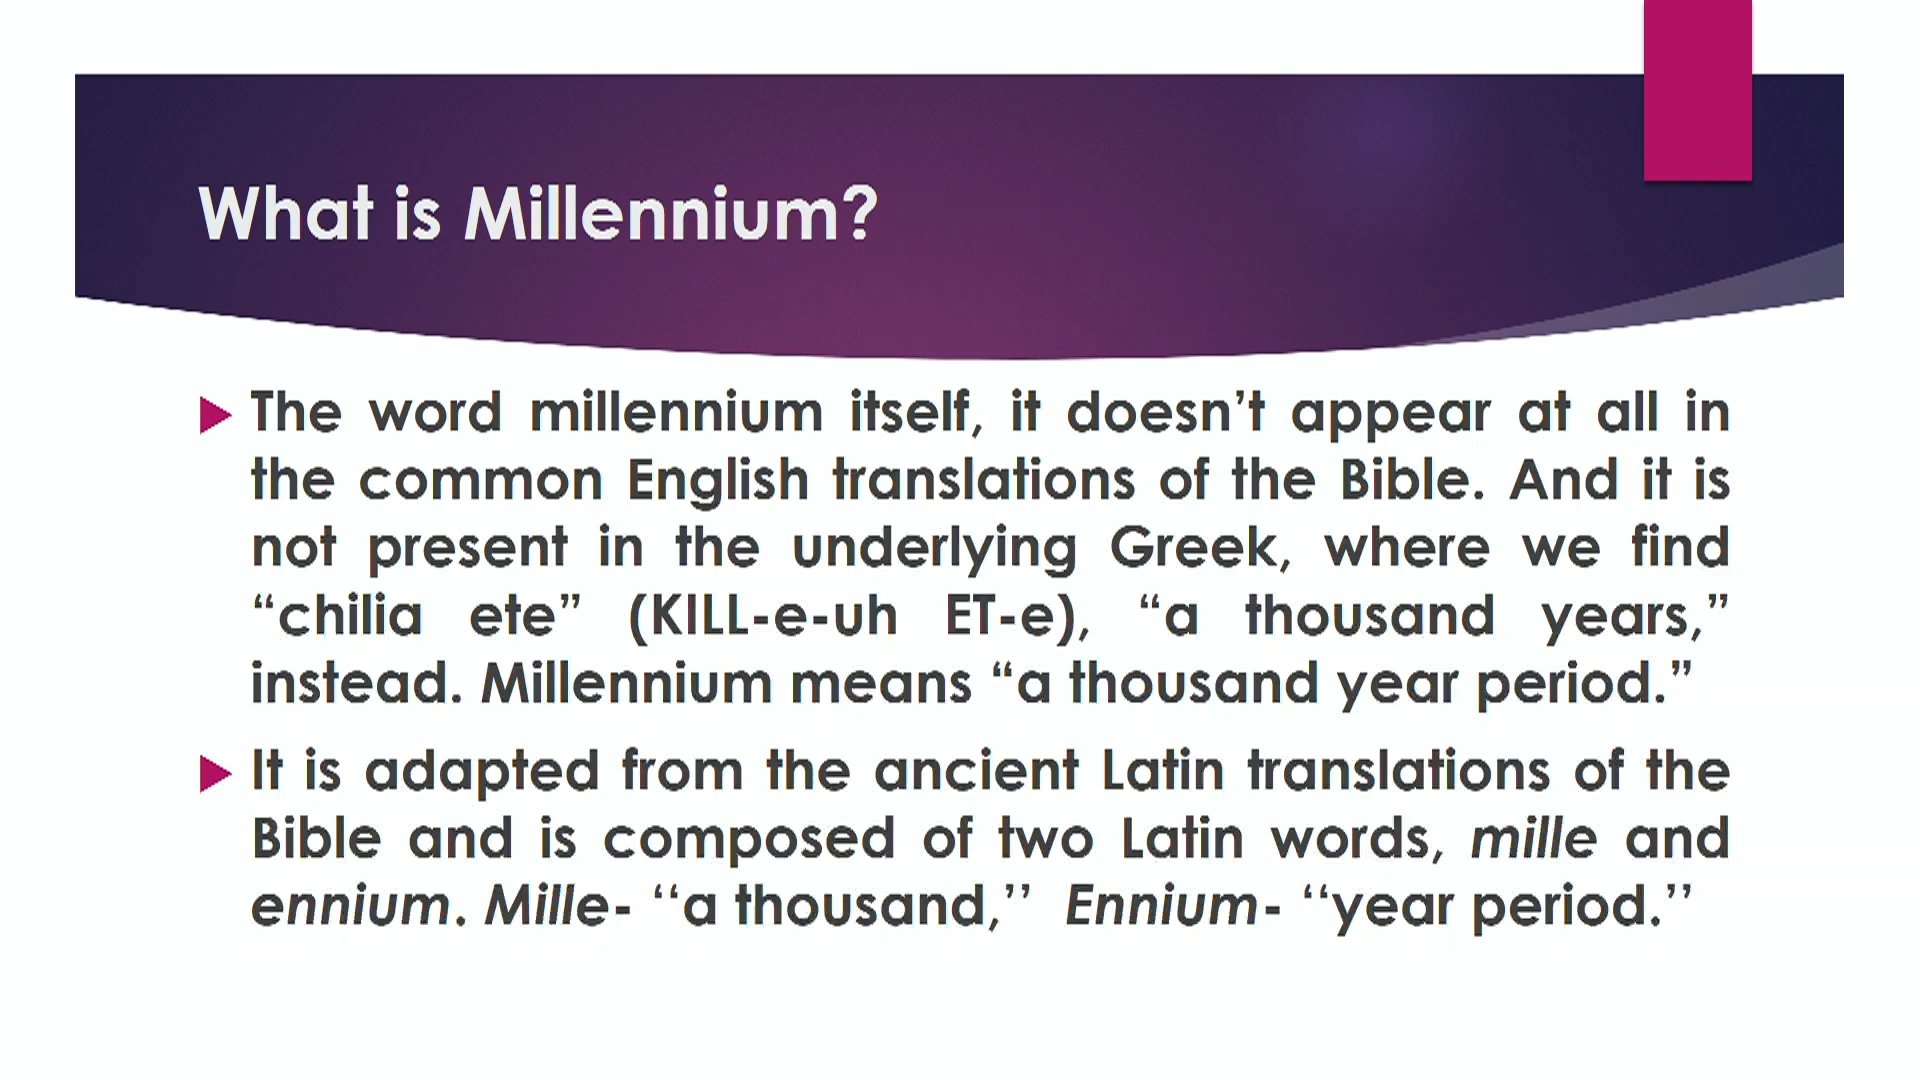 What is Millennium?
The word millennium itself, it doesn’t appear at all in
the common English translations of the Bible. And it is
not present in the underlying Greek, where we find
“chilia ete” (KILL-e-uh ET-e), “a thousand years,”
instead. Millennium means “a thousand year period.”
It is adapted from the ancient Latin translations of the
Bible and is composed of two Latin words, mille and
ennium. Mille- ‘‘a thousand,’’ Ennium- ‘‘year period.’’